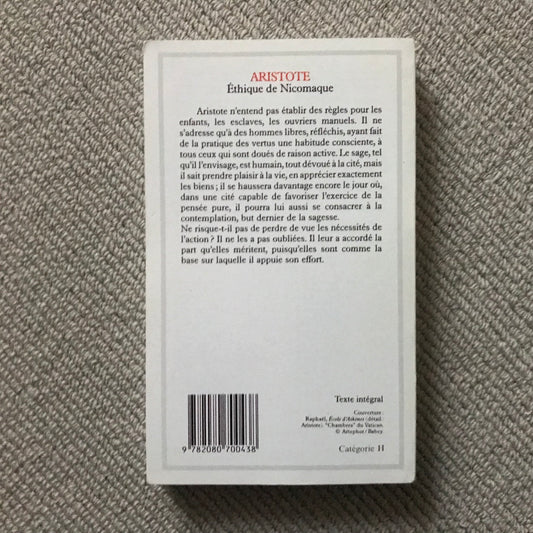 ARISTOTE
Éthique de Nicomaque
Aristote n'entend pas établir des règles pour les
enfants, les esclaves, les ouvriers manuels. Il ne
s'adresse qu'à des hommes libres, réfléchis, ayant fait
de la pratique des vertus une habitude consciente, à
tous ceux qui sont doués de raison active. Le sage, tel
qu'il l'envisage, est humain, tout dévoué à la cité, mais
il sait prendre plaisir à la vie, en apprécier exactement
les biens ; il se haussera davantage encore le jour où,
dans une cité capable de favoriser l'exercice de la
pensée pure, il pourra lui aussi se consacrer à la
contemplation, but dernier de la sagesse.
Ne risque-t-il pas de perdre de vue les nécessités de
l'action ? Il ne les a pas oubliées. Il leur a accordé la
part qu'elles méritent, puisqu'elles sont comme la
base sur laquelle il appuie son effort.
Texte intégral
Couverture :
Raphaël, École d'Athènes (détail :
Aristote). "Chambres" du Vatican.
© Artephot / Babey.
9 782080 700438
Catégorie H